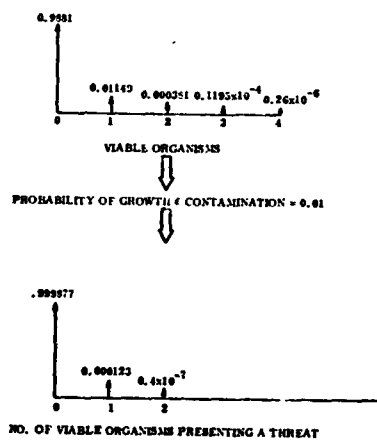 0.9881
0.01149 0.000391 0.1195x10⁻⁴ 0.26x10⁻⁶
0 1 2 3 4
VIABLE ORGANISMS
PROBABILITY OF GROWTH & CONTAMINATION = 0.01
.999877
0.000123 0.4x10⁻⁷
0 1 2
NO. OF VIABLE ORGANISMS PRESENTING A THREAT